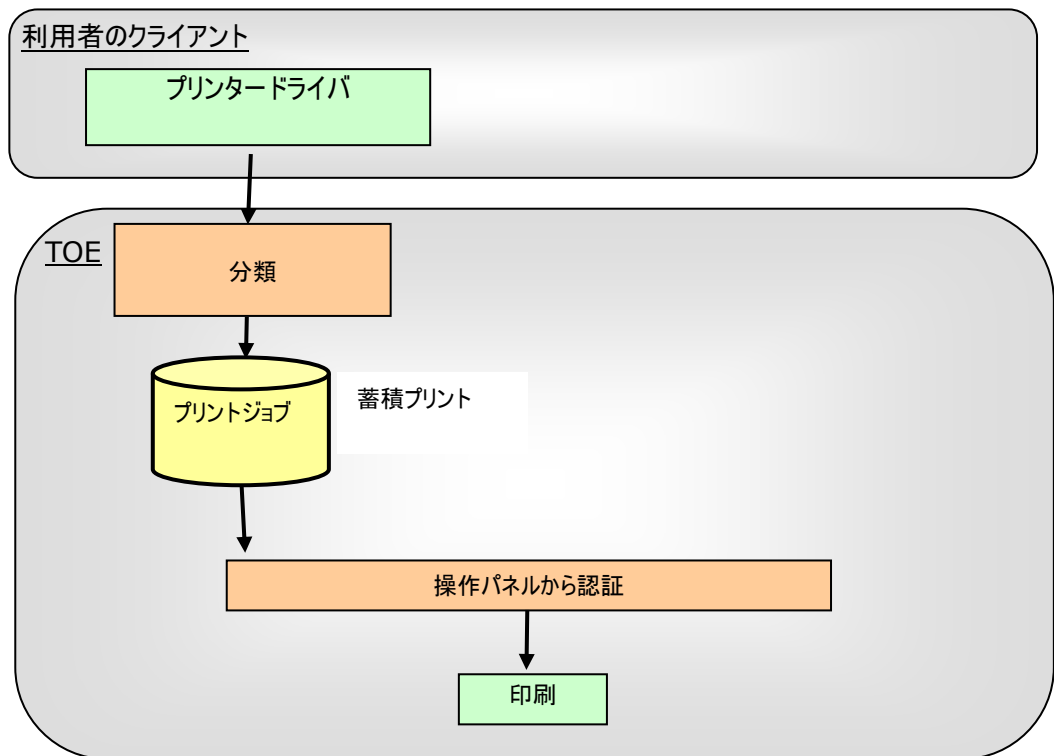 利用者のクライアント
プリンタードライバ
TOE
分類
プリントジョブ
蓄積プリント
操作パネルから認証
印刷